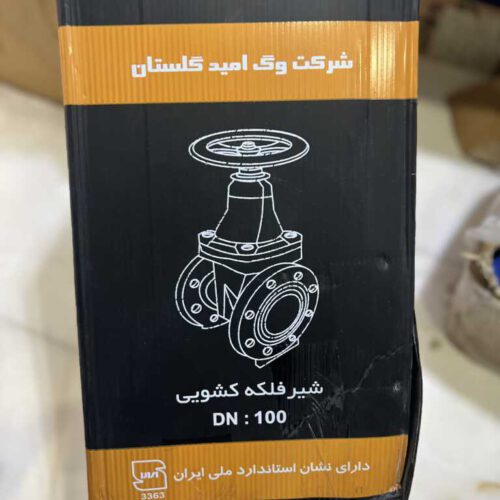 شرکت وگ امید گلستان
شیر فلکه کشویی
DN : 100
دارای نشان استاندارد ملی ایران
3363